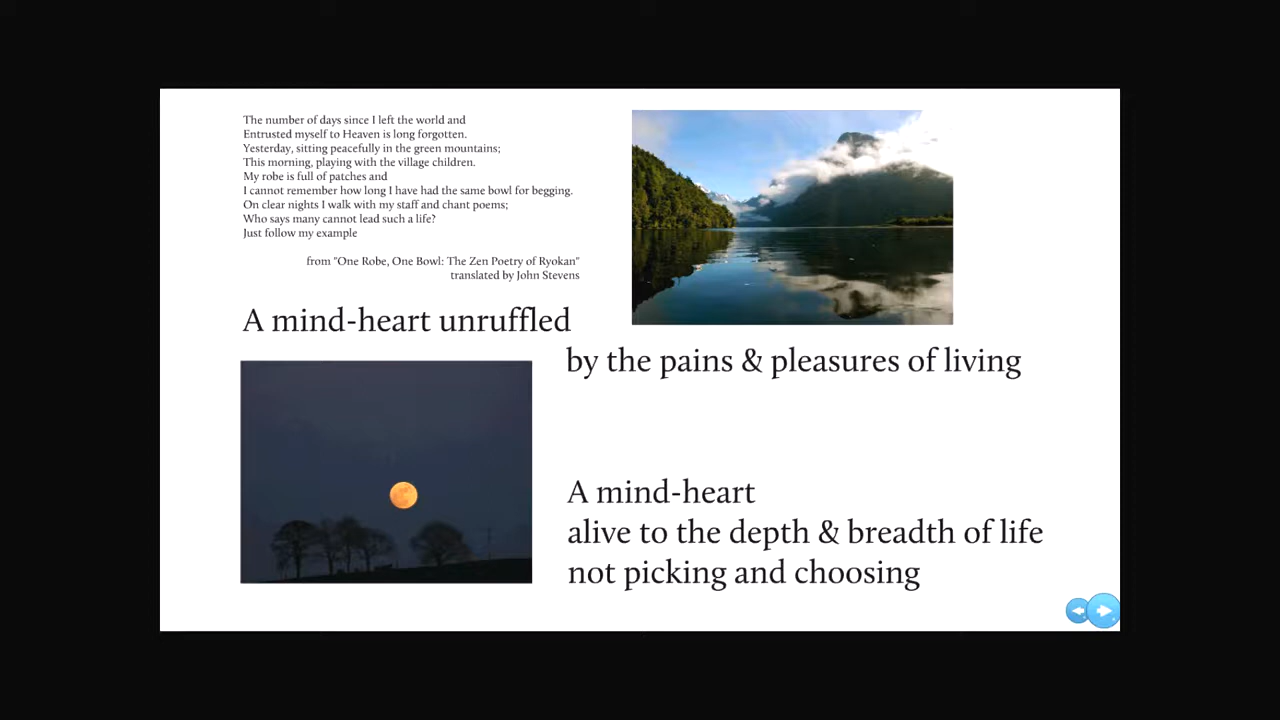 The number of days since I left the world and
Entrusted myself to Heaven is long forgotten.
Yesterday, sitting peacefully in the green mountains;
This morning, playing with the village children.
My robe is full of patches and
I cannot remember how long I have had the same bowl for begging.
On clear nights I walk with my staff and chant poems;
Who says many cannot lead such a life?
Just follow my example
from "One Robe, One Bowl: The Zen Poetry of Ryokan"
translated by John Stevens
A mind-heart unruffled
by the pains & pleasures of living
A mind-heart
alive to the depth & breadth of life
not picking and choosing